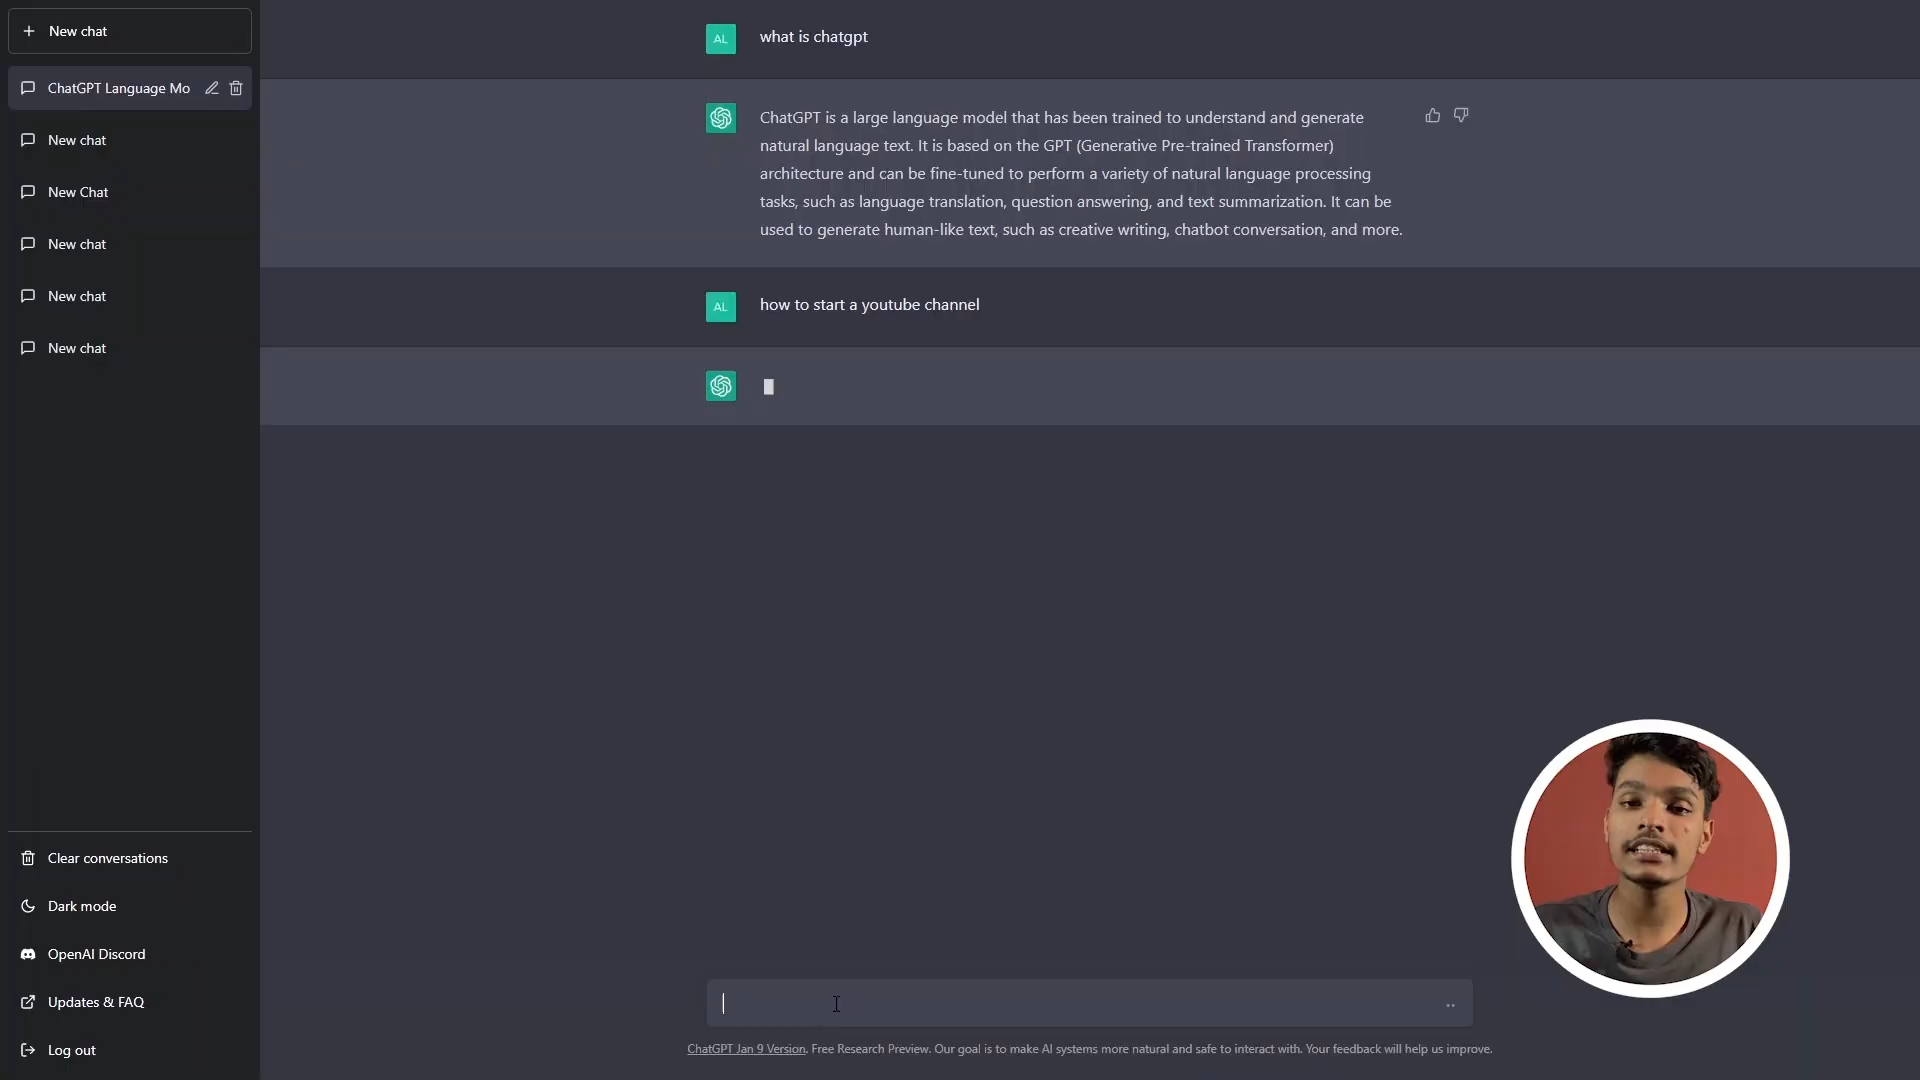 New chat
ChatGPT Language Mo
New chat
New Chat
New chat
New chat
New chat
Clear conversations
Dark mode
OpenAI Discord
Updates & FAQ
Log out
AL
what is chatgpt
ChatGPT is a large language model that has been trained to understand and generate
natural language text. It is based on the GPT (Generative Pre-trained Transformer)
architecture and can be fine-tuned to perform a variety of natural language processing
tasks, such as language translation, question answering, and text summarization. It can be
used to generate human-like text, such as creative writing, chatbot conversation, and more.
AL
how to start a youtube channel
ChatGPT Jan 9 Version. Free Research Preview. Our goal is to make AI systems more natural and safe to interact with. Your feedback will help us improve.